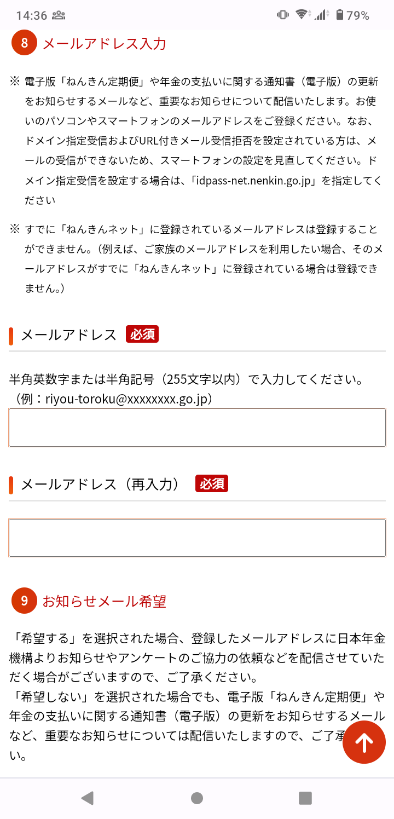 14:36
79%
8 メールアドレス入力
※ 電子版「ねんきん定期便」や年金の支払いに関する通知書（電子版）の更新
をお知らせするメールなど、重要なお知らせについて配信いたします。お使
いのパソコンやスマートフォンのメールアドレスをご登録ください。なお、
ドメイン指定受信およびURL付きメール受信拒否を設定されている方は、メ
ールの受信ができないため、スマートフォンの設定を見直してください。ド
メイン指定受信を設定する場合は、「idpass-net.nenkin.go.jp」を指定してく
ださい
※ すでに「ねんきんネット」に登録されているメールアドレスは登録すること
ができません。（例えば、ご家族のメールアドレスを利用したい場合、そのメ
ールアドレスがすでに「ねんきんネット」に登録されている場合は登録でき
ません。）
メールアドレス 必須
半角英数字または半角記号（255文字以内）で入力してください。
（例：riyou-toroku@xxxxxxxx.go.jp）
メールアドレス（再入力） 必須
9 お知らせメール希望
「希望する」を選択された場合、登録したメールアドレスに日本年金
機構よりお知らせやアンケートのご協力の依頼などを配信させていた
だく場合がございますので、ご了承ください。
「希望しない」を選択された場合でも、電子版「ねんきん定期便」や
年金の支払いに関する通知書（電子版）の更新をお知らせするメール
など、重要なお知らせについては配信いたしますので、ご了承
い。